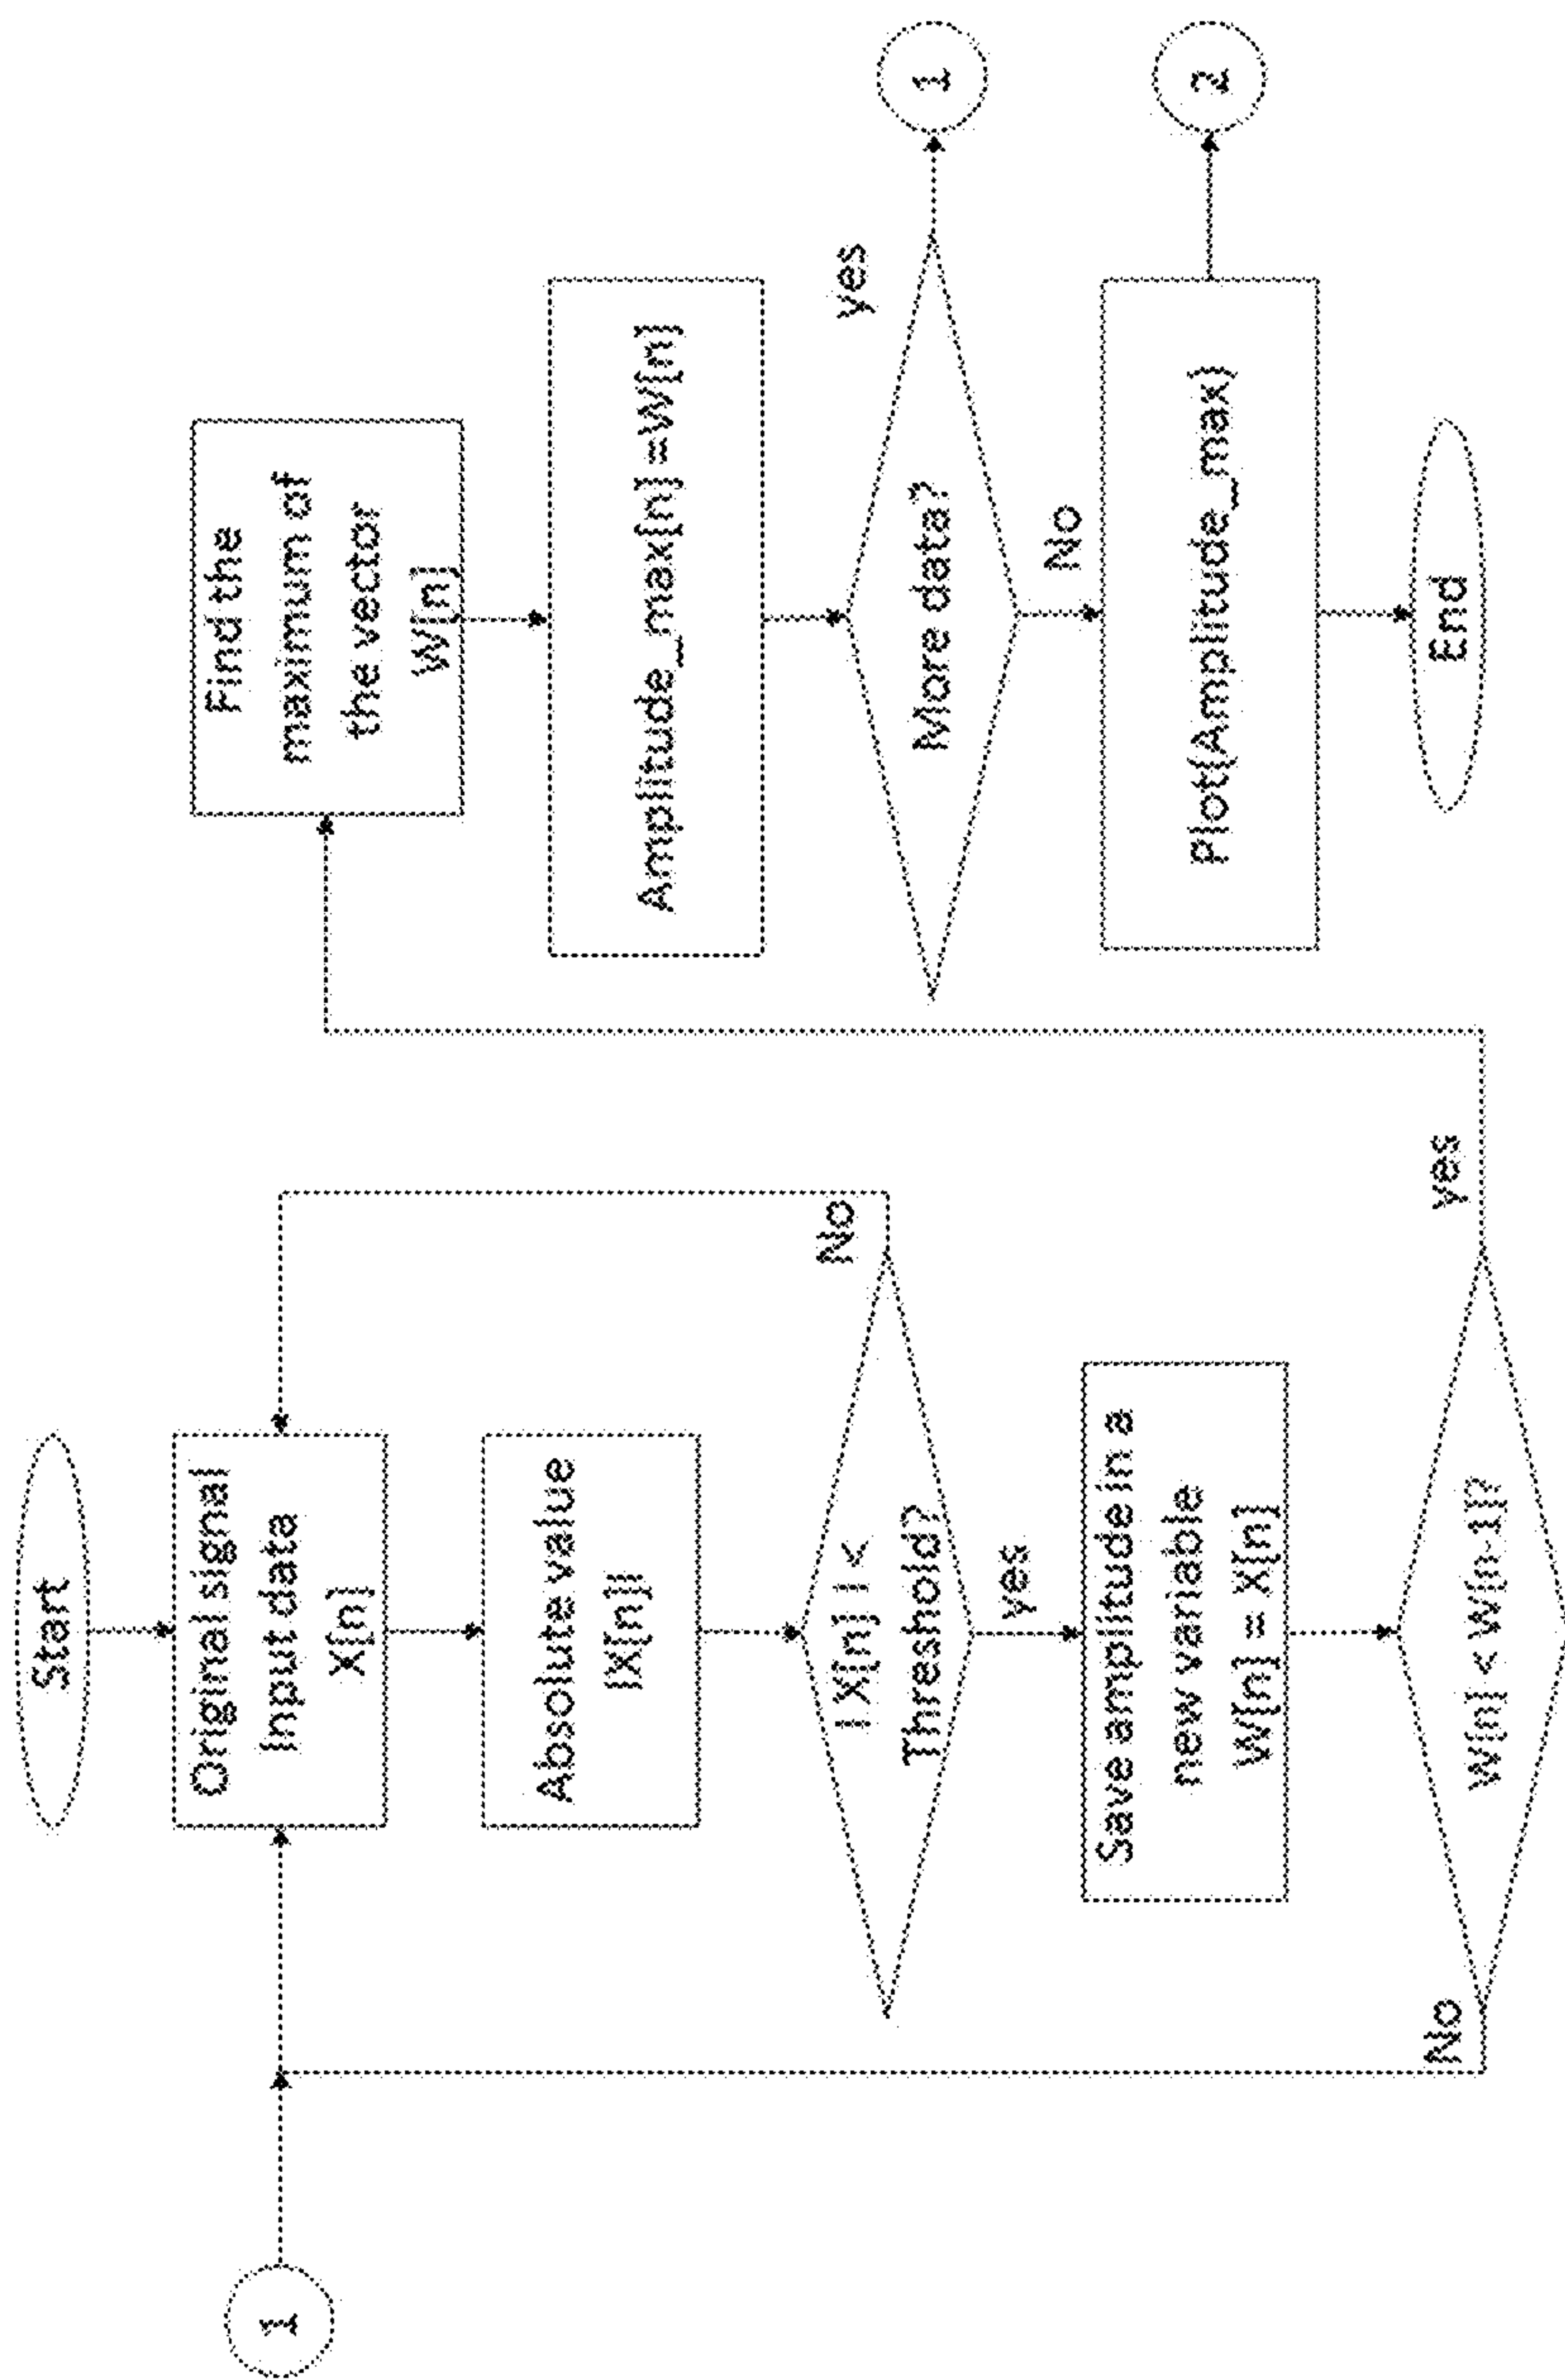 Start
Original signal
Input data
X[n]
Absolute value
|X[n]|
| X[n] | <
Threshold?
No
yes
Save amplitude in a
new variable
W[n] = X[n]
W[n] < W[n-1]?
No
yes
1
Find the
maximum of
the vector
W[n]
Amplitude_max[n]=W[n]
More data?
yes
1
No
Plot(Amplitude_max)
2
End